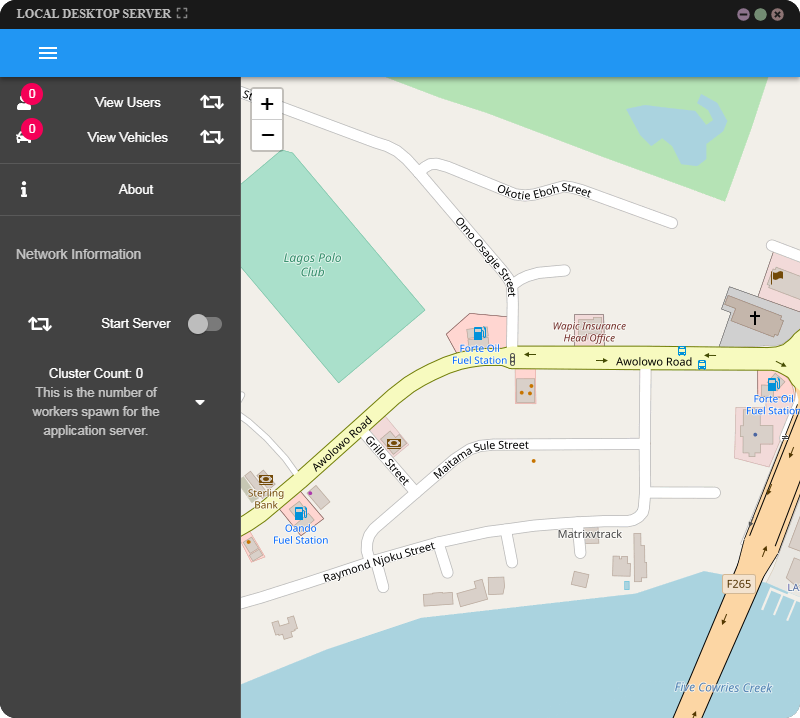 LOCAL DESKTOP SERVER
0
View Users
0
View Vehicles
About
Network Information
Start Server
Cluster Count: 0
This is the number of
workers spawn for the
application server.
+
−
St
Okotie Eboh Street
Omo Osagie Street
Lagos Polo
Club
Wapic Insurance
Head Office
Forte Oil
Fuel Station
Awolowo Road
Forte Oil
Fuel Station
Awolowo Road
Grillo Street
Maitama Sule Street
Sterling
Bank
Oando
Fuel Station
Matrixvtrack
Raymond Njoku Street
F265
LA
Five Cowries Creek